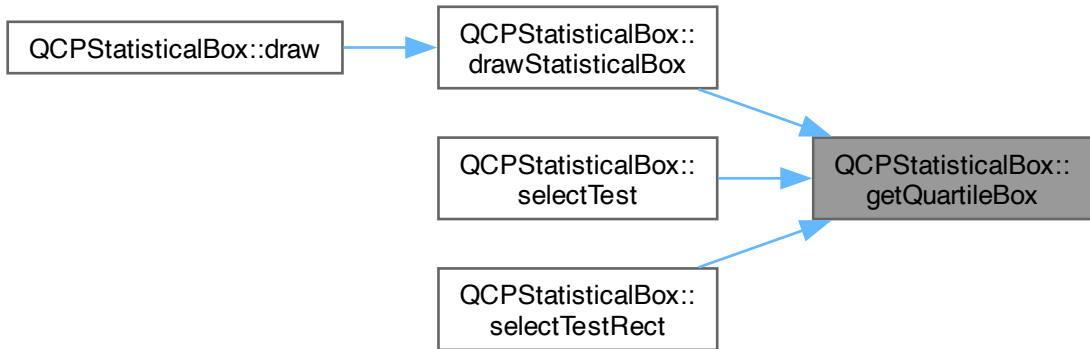 QCPStatisticalBox::draw
QCPStatisticalBox::
drawStatisticalBox
QCPStatisticalBox::
selectTest
QCPStatisticalBox::
selectTestRect
QCPStatisticalBox::
getQuartileBox